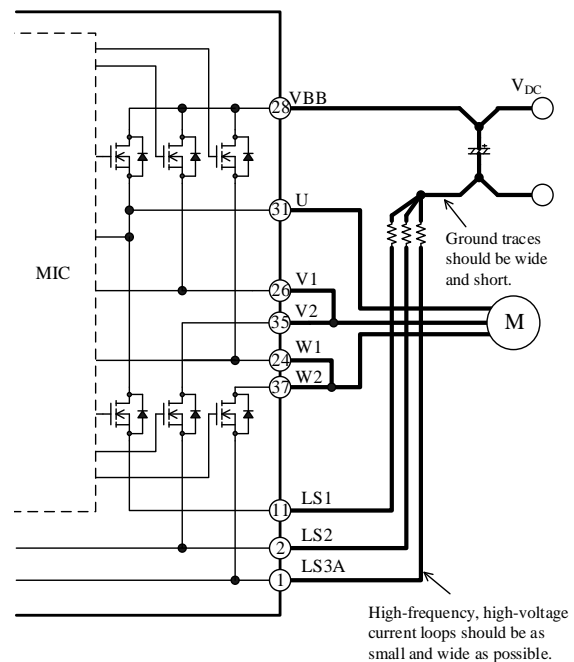 VBB
28
V_DC
U
31
Ground traces
should be wide
and short.
MIC
V1
26
V2
35
M
W1
24
W2
37
LS1
11
LS2
2
LS3A
1
High-frequency, high-voltage
current loops should be as
small and wide as possible.